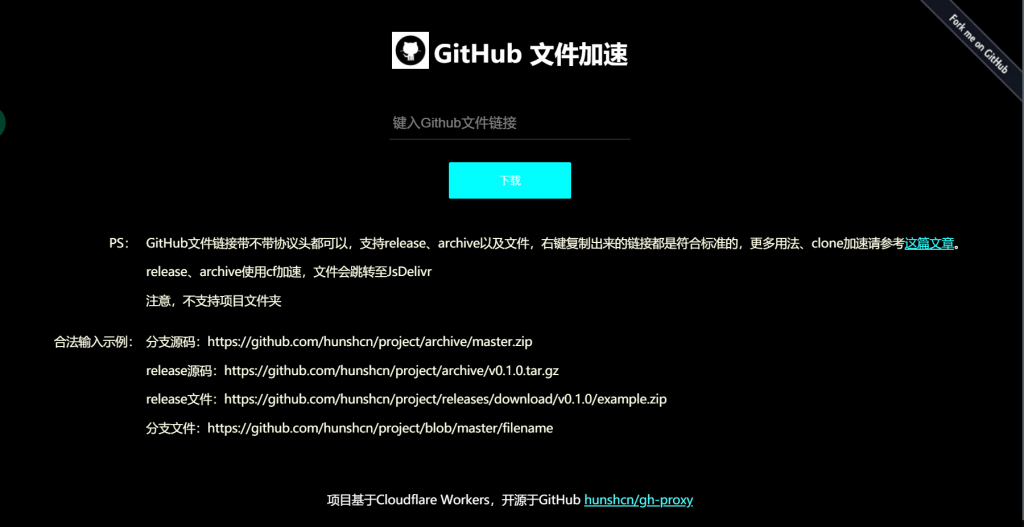 Fork me on GitHub
GitHub 文件加速
键入Github文件链接
下载
PS： GitHub文件链接带不带协议头都可以，支持release、archive以及文件，右键复制出来的链接都是符合标准的，更多用法、clone加速请参考这篇文章。
release、archive使用cf加速，文件会跳转至JsDelivr
注意，不支持项目文件夹
合法输入示例： 分支源码：https://github.com/hunshcn/project/archive/master.zip
release源码：https://github.com/hunshcn/project/archive/v0.1.0.tar.gz
release文件：https://github.com/hunshcn/project/releases/download/v0.1.0/example.zip
分支文件：https://github.com/hunshcn/project/blob/master/filename
项目基于Cloudflare Workers，开源于GitHub hunshcn/gh-proxy